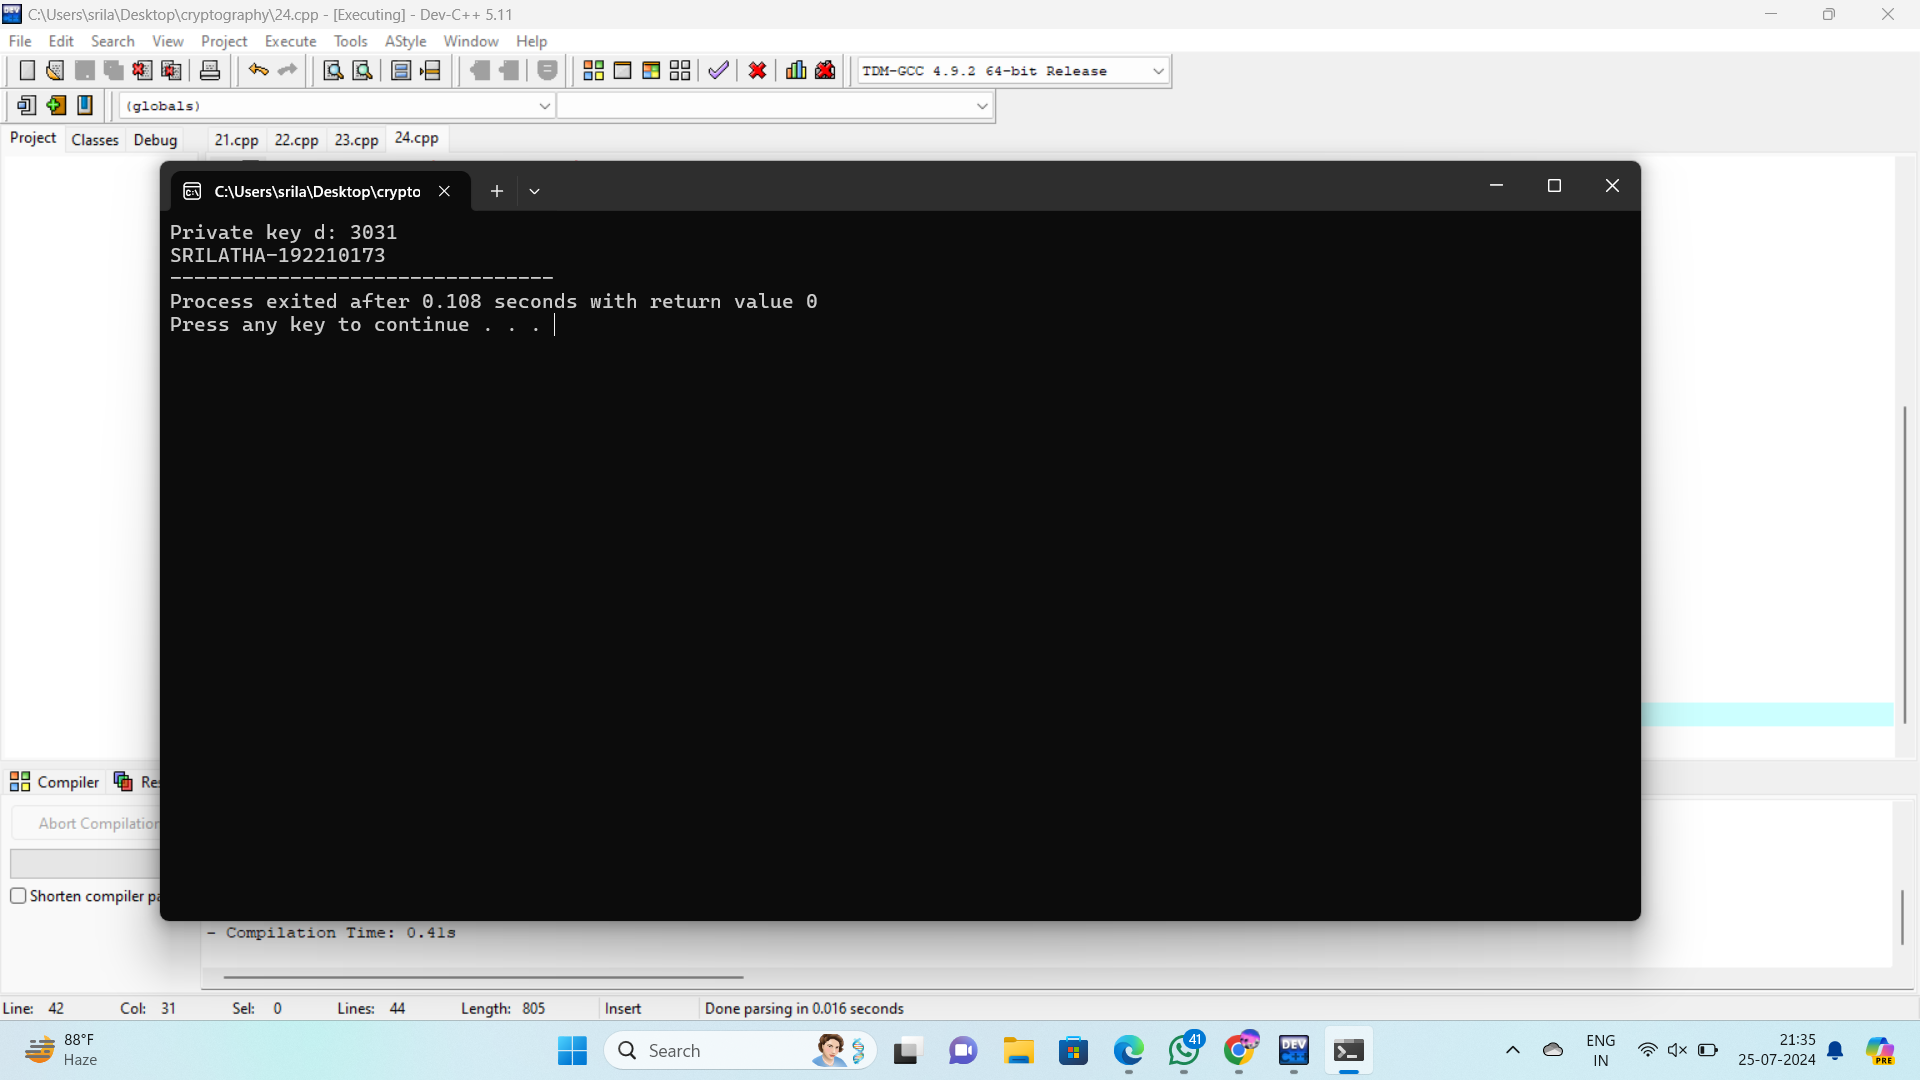 C:\Users\srila\Desktop\cryptography\24.cpp - [Executing] - Dev-C++ 5.11
File Edit Search View Project Execute Tools AStyle Window Help
TDM-GCC 4.9.2 64-bit Release
(globals)
Project Classes Debug 21.cpp 22.cpp 23.cpp 24.cpp
C:\Users\srila\Desktop\crypto
Private key d: 3031
SRILATHA-192210173
--------------------------------
Process exited after 0.108 seconds with return value 0
Press any key to continue . . .
Compiler Res
Abort Compilation
Shorten compiler pa
- Compilation Time: 0.41s
Line: 42 Col: 31 Sel: 0 Lines: 44 Length: 805 Insert Done parsing in 0.016 seconds
88°F
Haze
Search
DEV
41
DEV
ENG
IN
21:35
25-07-2024
PRE